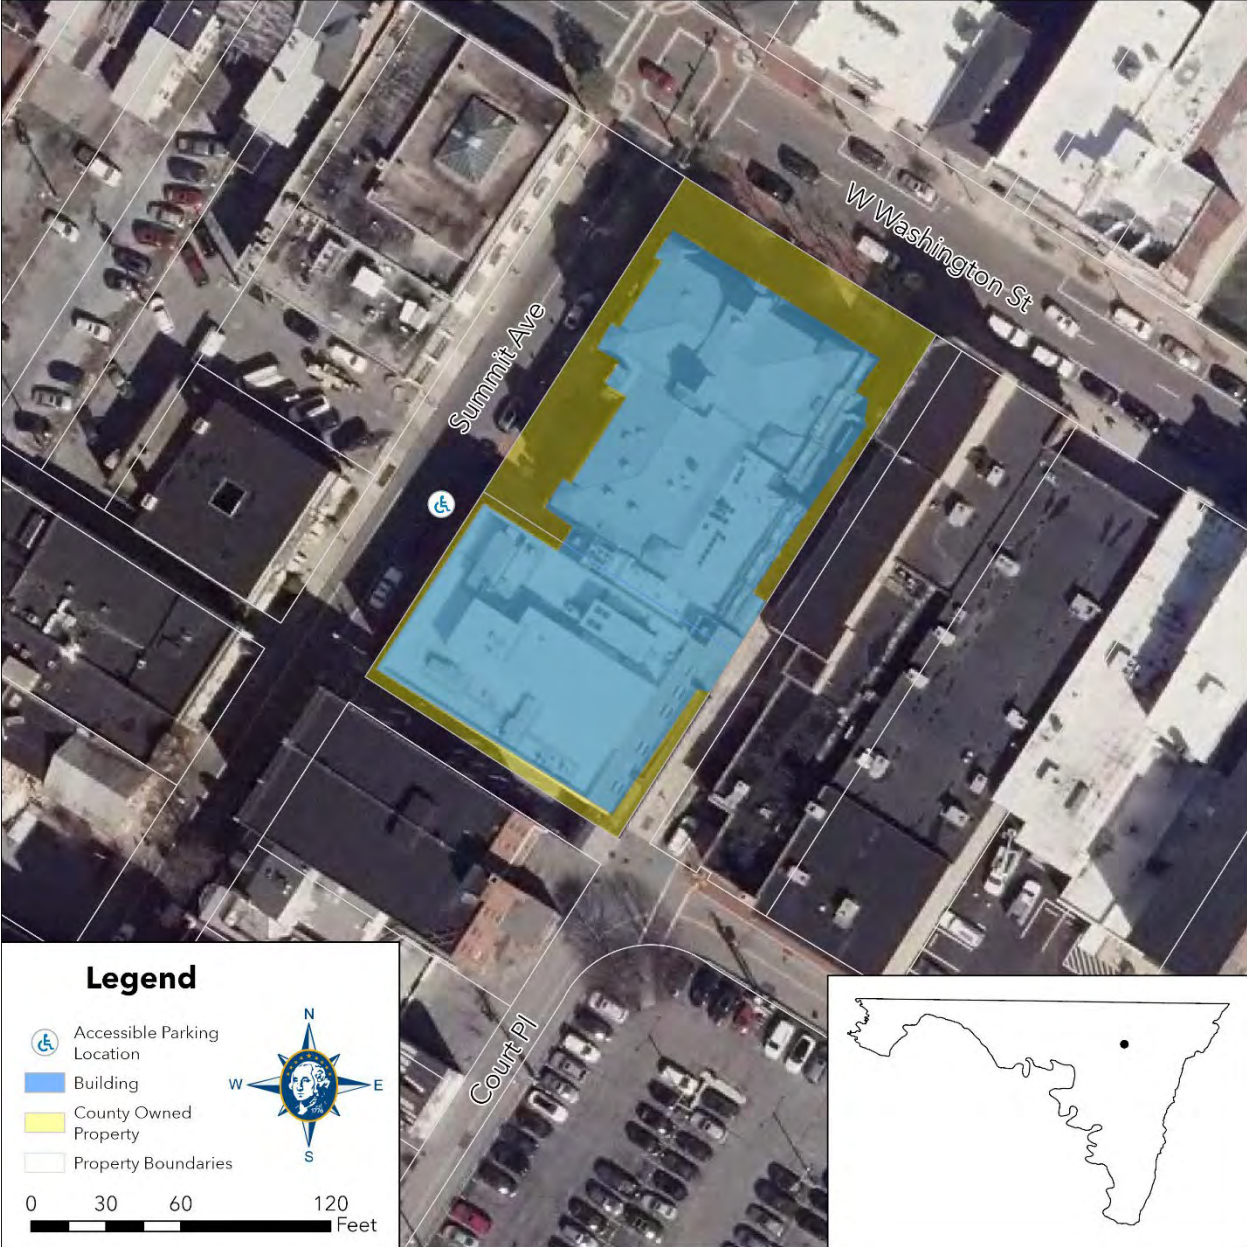 W Washington St
Summit Ave
Court Pl
Legend
Accessible Parking
Location
Building
County Owned
Property
Property Boundaries
N
W
E
S
1776
0 30 60 120
Feet